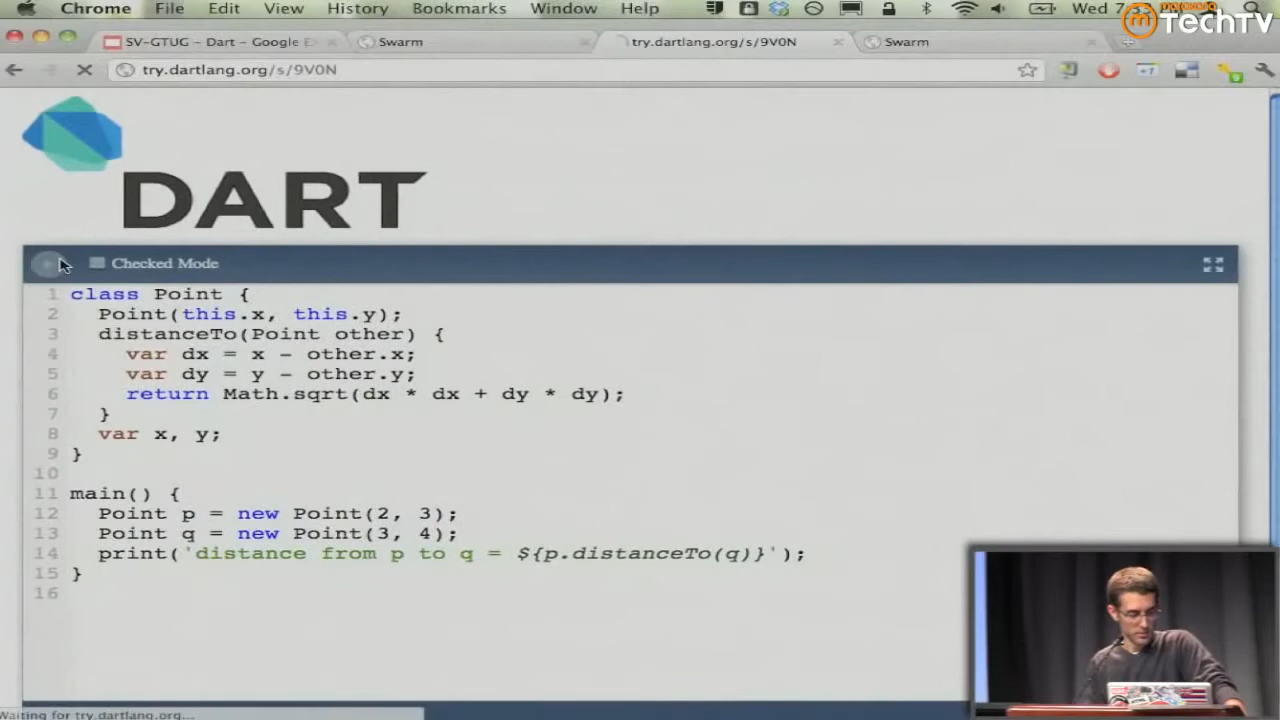 Chrome File Edit View History Bookmarks Window Help Wed 7
TechTV
SV-GTUG - Dart - Google Swarm try.dartlang.org/s/9V0N Swarm
try.dartlang.org/s/9V0N
DART
Checked Mode
1 class Point {
2 Point(this.x, this.y);
3 distanceTo(Point other) {
4 var dx = x - other.x;
5 var dy = y - other.y;
6 return Math.sqrt(dx * dx + dy * dy);
7 }
8 var x, y;
9 }
10
11 main() {
12 Point p = new Point(2, 3);
13 Point q = new Point(3, 4);
14 print('distance from p to q = ${p.distanceTo(q)}');
15 }
16
Waiting for try.dartlang.org...